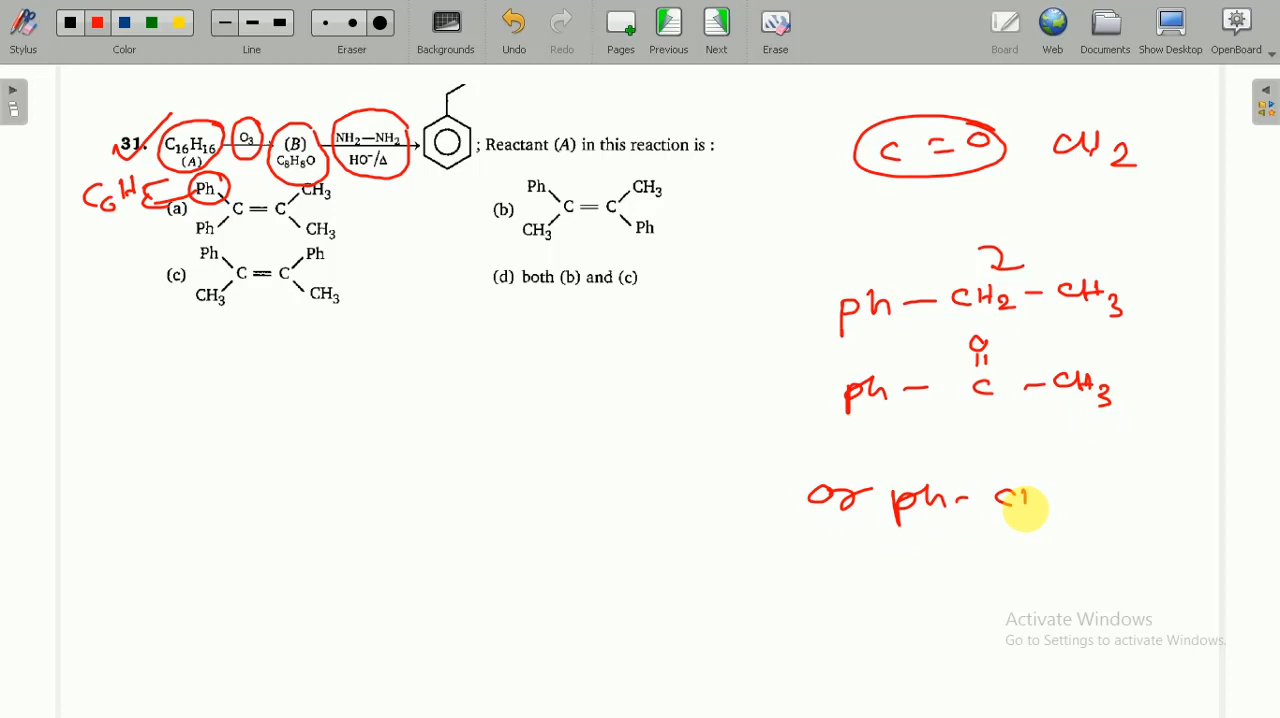 Stylus Color Line Eraser Backgrounds Undo Redo Pages Previous Next Erase Board Web Documents Show Desktop OpenBoard
31. C16H16 (A) O3 (B) C8H8O NH2—NH2 HO⁻/Δ ; Reactant (A) in this reaction is :
C = O CH2
C6H5
(a) Ph Ph C=C CH3 CH3
(b) Ph CH3 C=C CH3 Ph
(c) Ph CH3 C=C Ph CH3
(d) both (b) and (c)
2
ph - CH2 - CH3
O
ph - C - CH3
or ph - C
Activate Windows
Go to Settings to activate Windows.